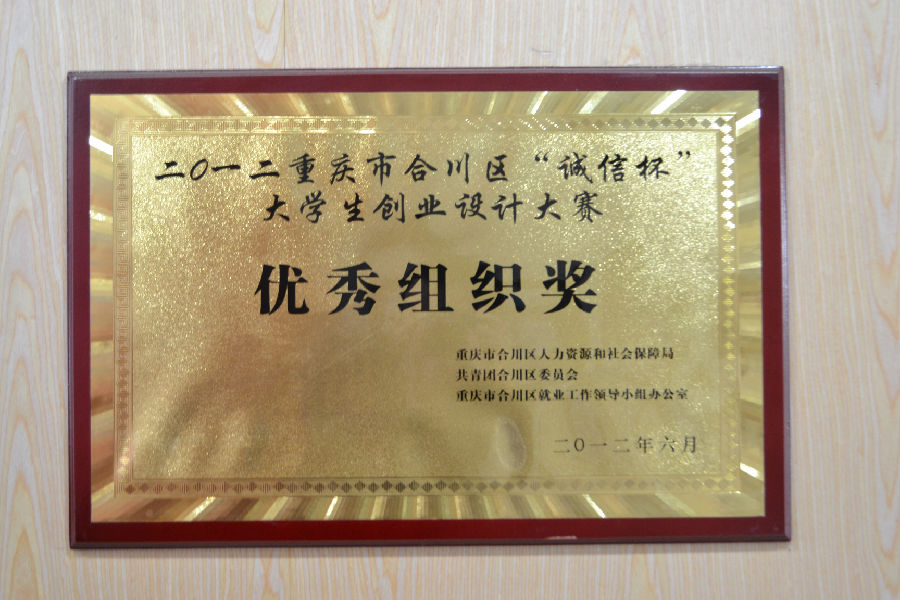 二〇一二重庆市合川区“诚信杯”
大学生创业设计大赛
优秀组织奖
重庆市合川区人力资源和社会保障局
共青团合川区委员会
重庆市合川区就业工作领导小组办公室
二〇一二年六月